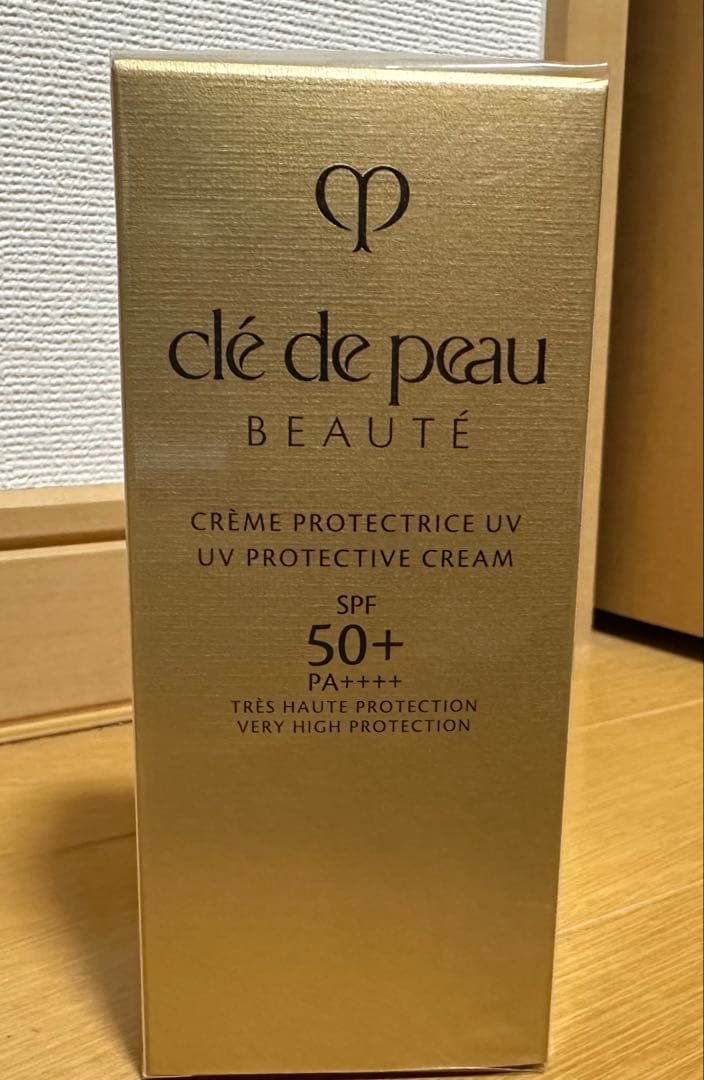 clé de peau
BEAUTÉ
CRÈME PROTECTRICE UV
UV PROTECTIVE CREAM
SPF
50+
PA++++
TRÈS HAUTE PROTECTION
VERY HIGH PROTECTION